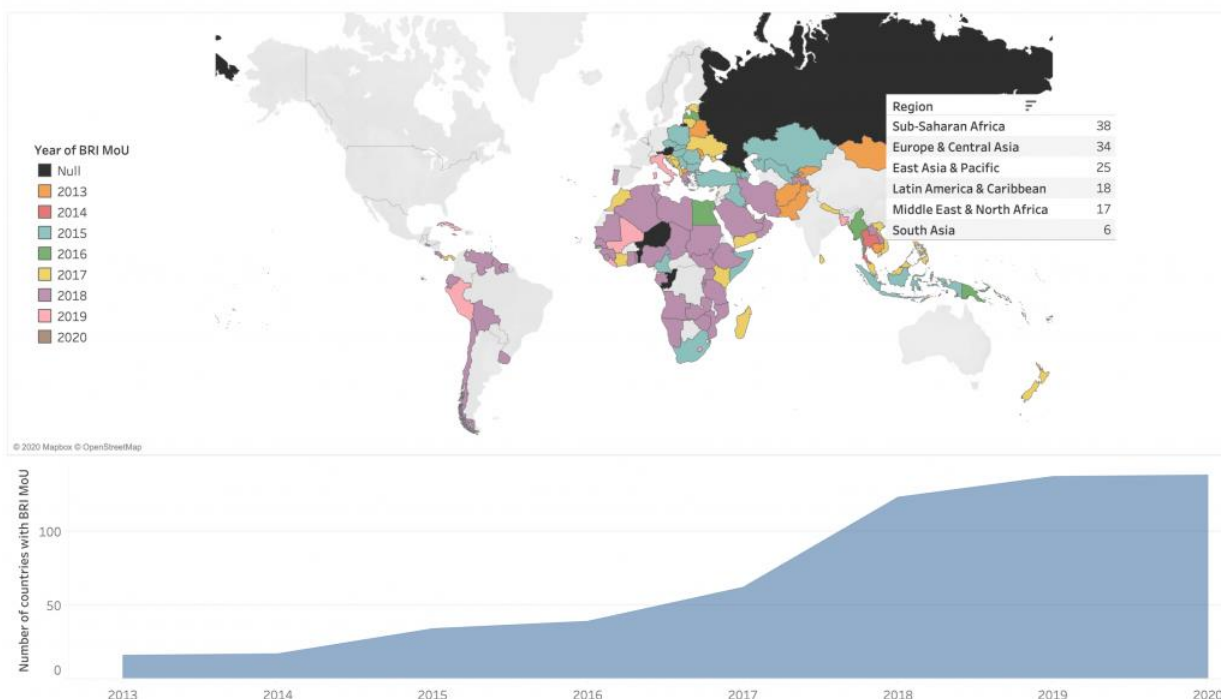 Region
Sub-Saharan Africa 38
Europe & Central Asia 34
East Asia & Pacific 25
Latin America & Caribbean 18
Middle East & North Africa 17
South Asia 6
Year of BRI MoU
Null
2013
2014
2015
2016
2017
2018
2019
2020
© 2020 Mapbox © OpenStreetMap
Number of countries with BRI MoU
100
50
0
2013 2014 2015 2016 2017 2018 2019 2020